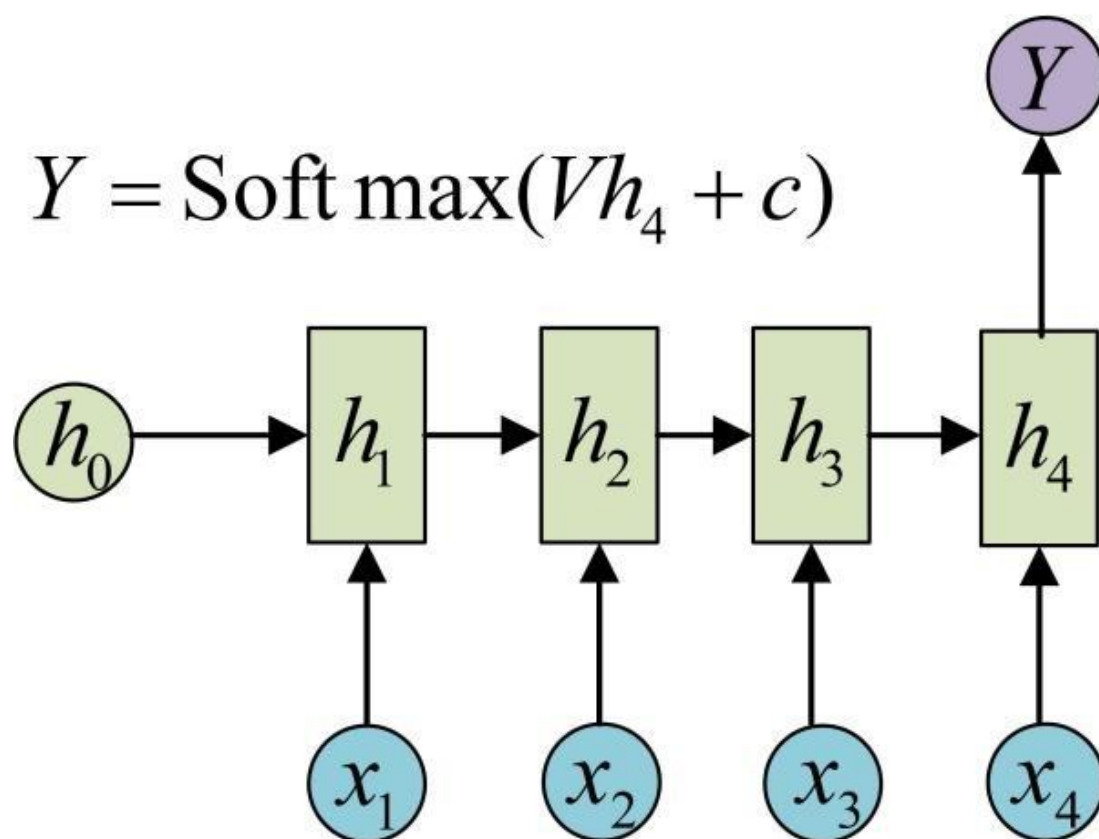 Y
Y = Soft max(Vh₄ + c)
h₀ h₁ h₂ h₃ h₄
x₁ x₂ x₃ x₄